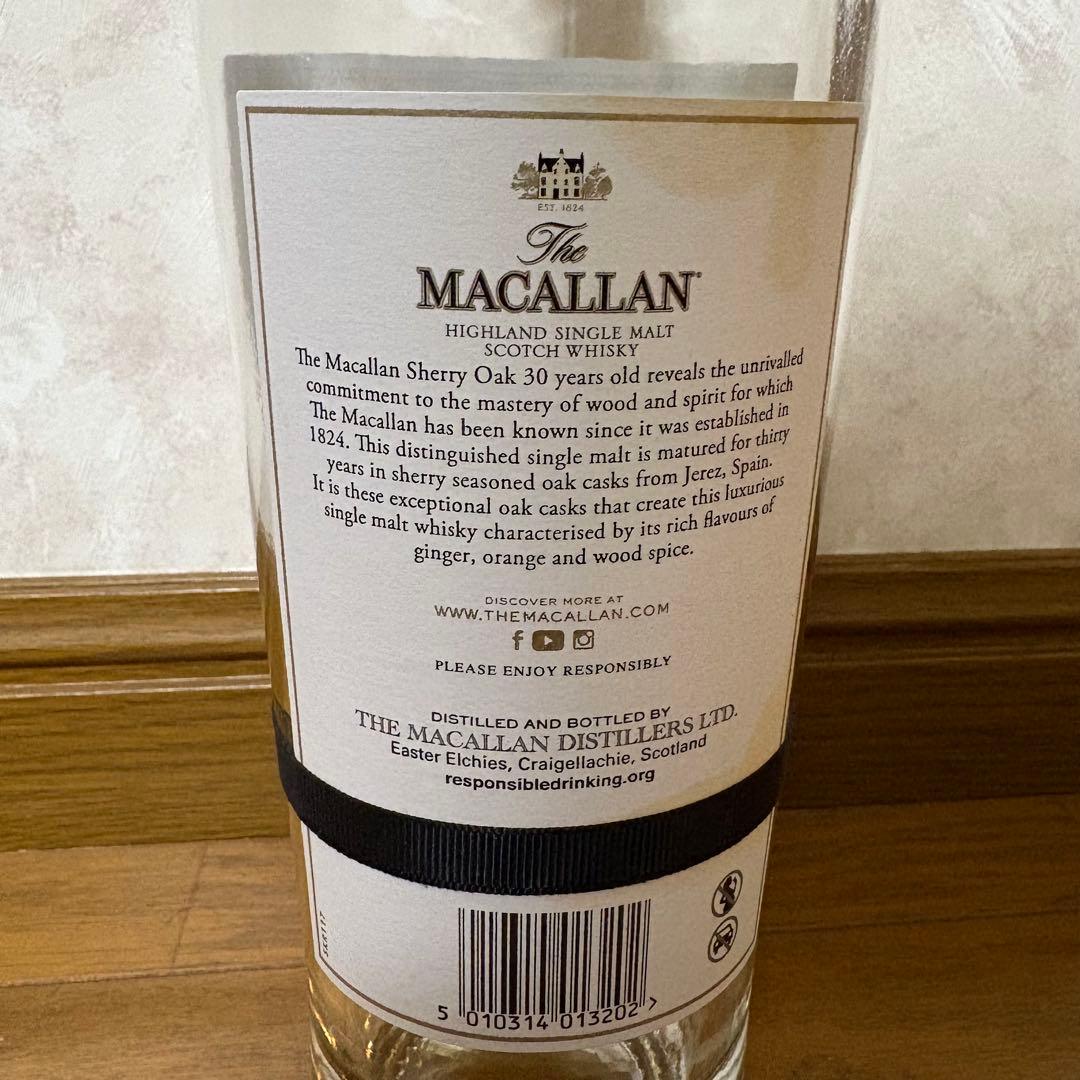 EST. 1824
The
MACALLAN
HIGHLAND SINGLE MALT
SCOTCH WHISKY
The Macallan Sherry Oak 30 years old reveals the unrivalled
commitment to the mastery of wood and spirit for which
The Macallan has been known since it was established in
1824. This distinguished single malt is matured for thirty
years in sherry seasoned oak casks from Jerez, Spain.
It is these exceptional oak casks that create this luxurious
single malt whisky characterised by its rich flavours of
ginger, orange and wood spice.
DISCOVER MORE AT
WWW.THEMACALLAN.COM
PLEASE ENJOY RESPONSIBLY
DISTILLED AND BOTTLED BY
THE MACALLAN DISTILLERS LTD.
Easter Elchies, Craigellachie, Scotland
responsibledrinking.org
5 010314 013202 >